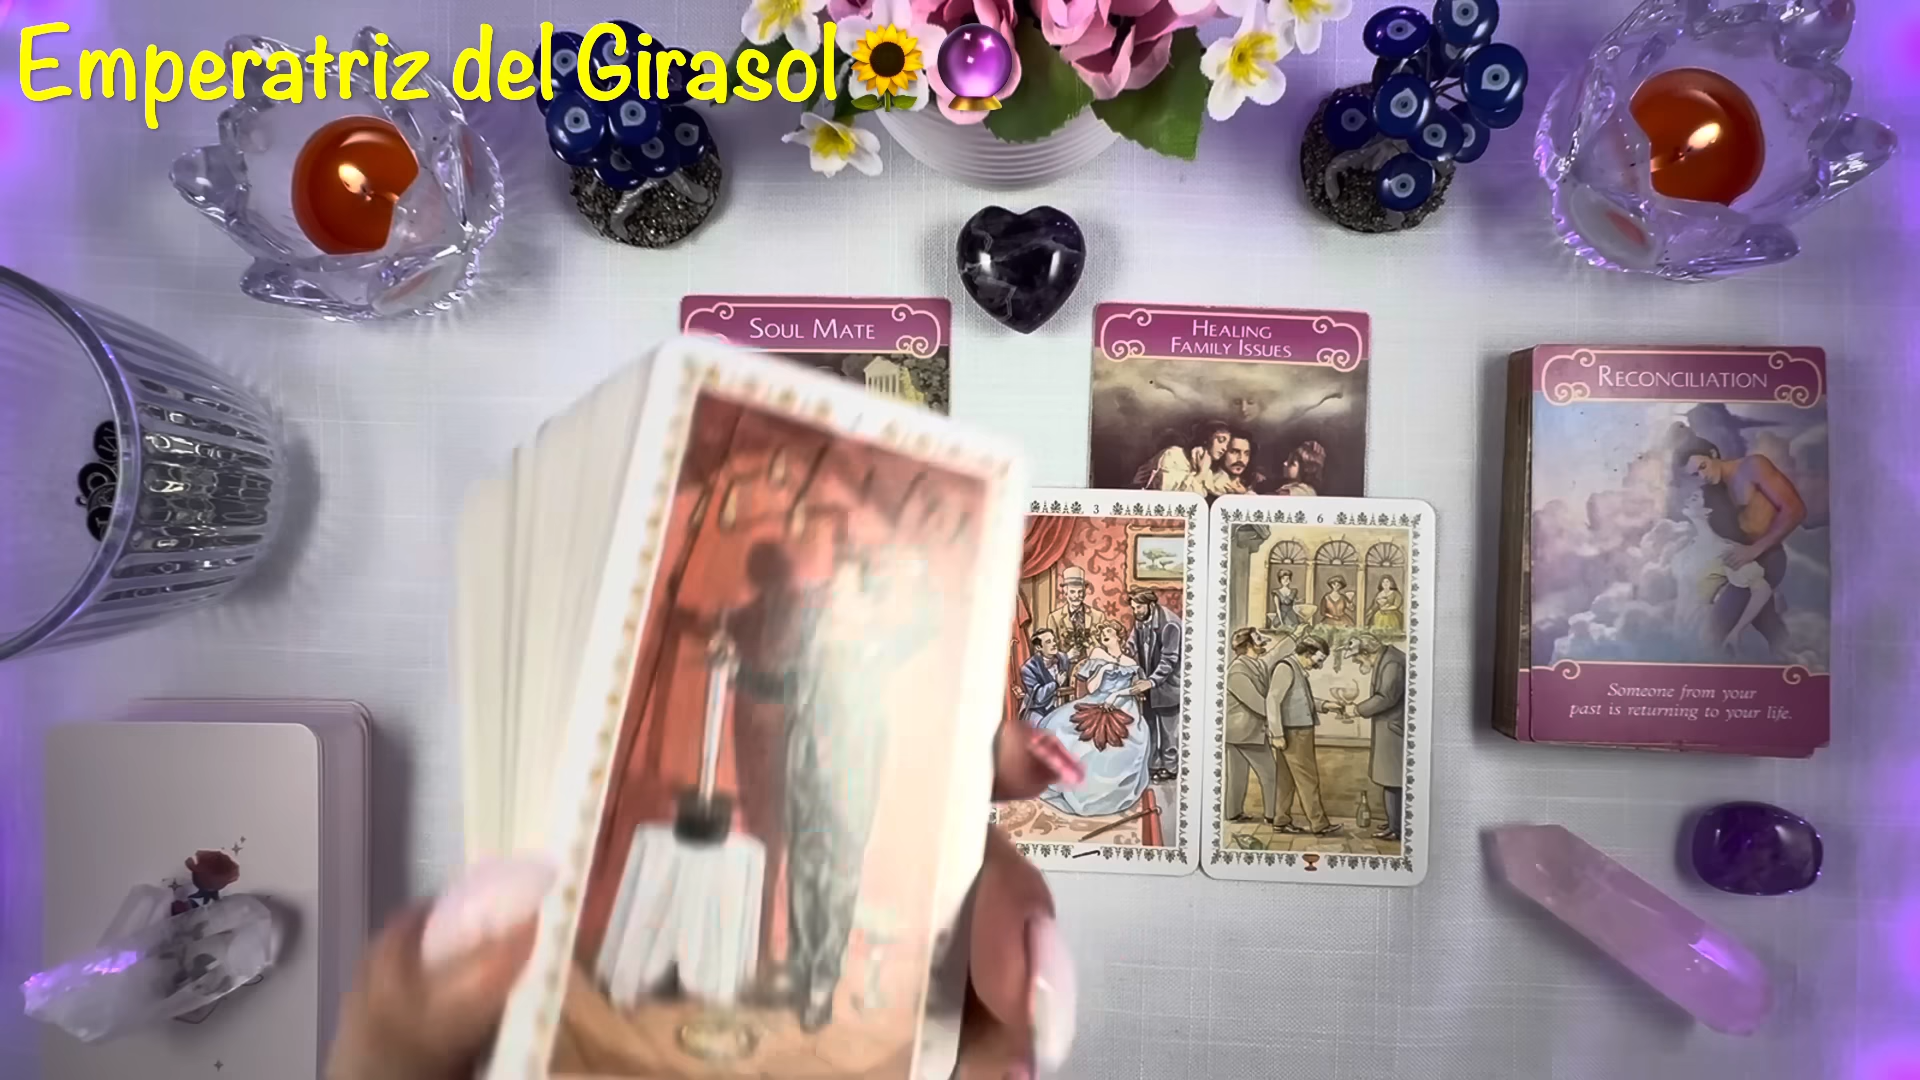 Emperatriz del Girasol🌻🔮
SOUL MATE
HEALING
FAMILY ISSUES
RECONCILIATION
Someone from your
past is returning to your life.
3
6